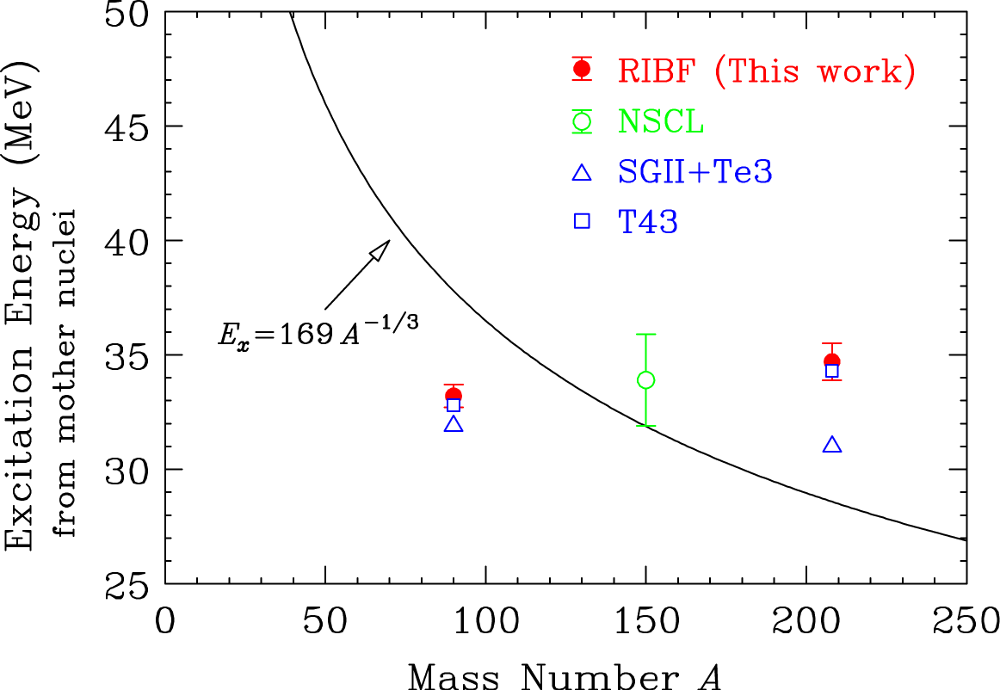 50
45
40
35
30
25
0 50 100 150 200 250
Excitation Energy (MeV)
from mother nuclei
Mass Number A
RIBF (This work)
NSCL
SGII+Te3
T43
Eₓ=169 A⁻¹/³